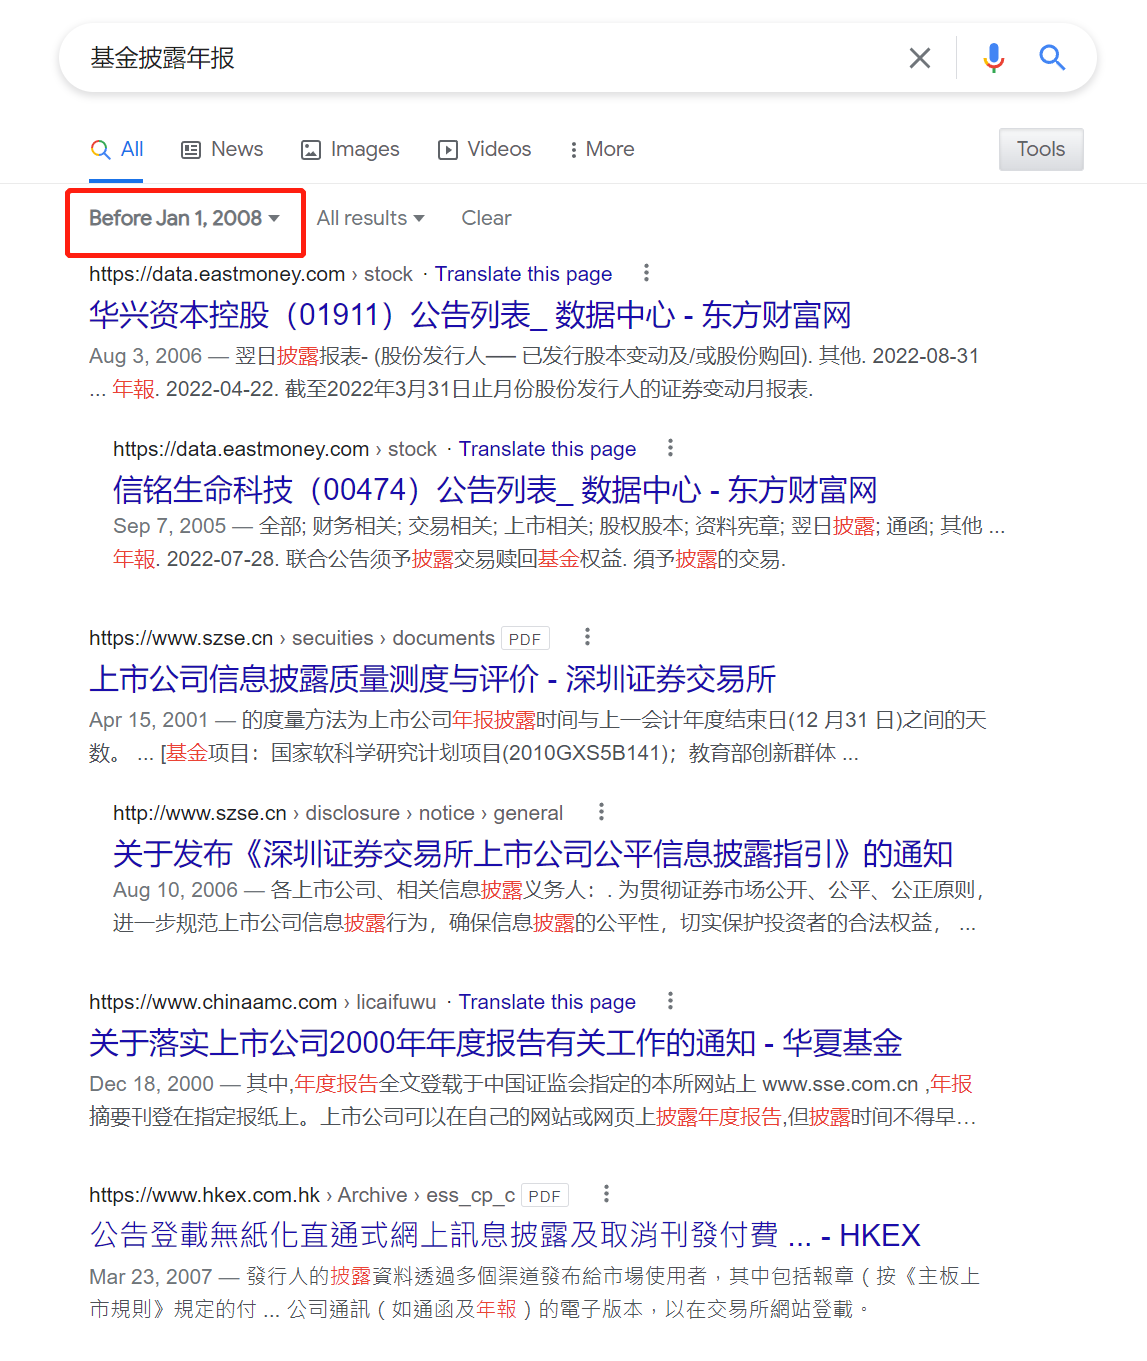 基金披露年报
All News Images Videos More Tools
Before Jan 1, 2008 All results Clear
https://data.eastmoney.com › stock · Translate this page
华兴资本控股（01911）公告列表_ 数据中心 - 东方财富网
Aug 3, 2006 — 翌日披露报表- (股份发行人── 已发行股本变动及/或股份购回). 其他. 2022-08-31
... 年報. 2022-04-22. 截至2022年3月31日止月份股份发行人的证券变动月报表.
https://data.eastmoney.com › stock · Translate this page
信铭生命科技（00474）公告列表_ 数据中心 - 东方财富网
Sep 7, 2005 — 全部; 财务相关; 交易相关; 上市相关; 股权股本; 资料宪章; 翌日披露; 通函; 其他 ...
年報. 2022-07-28. 联合公告须予披露交易赎回基金权益. 須予披露的交易.
https://www.szse.cn › secuities › documents PDF
上市公司信息披露质量测度与评价 - 深圳证券交易所
Apr 15, 2001 — 的度量方法为上市公司年报披露时间与上一会计年度结束日(12 月31 日)之间的天
数。 ... [基金项目：国家软科学研究计划项目(2010GXS5B141)；教育部创新群体 ...
http://www.szse.cn › disclosure › notice › general
关于发布《深圳证券交易所上市公司公平信息披露指引》的通知
Aug 10, 2006 — 各上市公司、相关信息披露义务人：. 为贯彻证券市场公开、公平、公正原则，
进一步规范上市公司信息披露行为，确保信息披露的公平性，切实保护投资者的合法权益， ...
https://www.chinaamc.com › licaifuwu · Translate this page
关于落实上市公司2000年年度报告有关工作的通知 - 华夏基金
Dec 18, 2000 — 其中,年度报告全文登载于中国证监会指定的本所网站上 www.sse.com.cn ,年报
摘要刊登在指定报纸上。上市公司可以在自己的网站或网页上披露年度报告,但披露时间不得早...
https://www.hkex.com.hk › Archive › ess_cp_c PDF
公告登載無紙化直通式網上訊息披露及取消刊發付費 ... - HKEX
Mar 23, 2007 — 發行人的披露資料透過多個渠道發布給市場使用者，其中包括報章（按《主板上
市規則》規定的付 ... 公司通訊（如通函及年報）的電子版本，以在交易所網站登載。